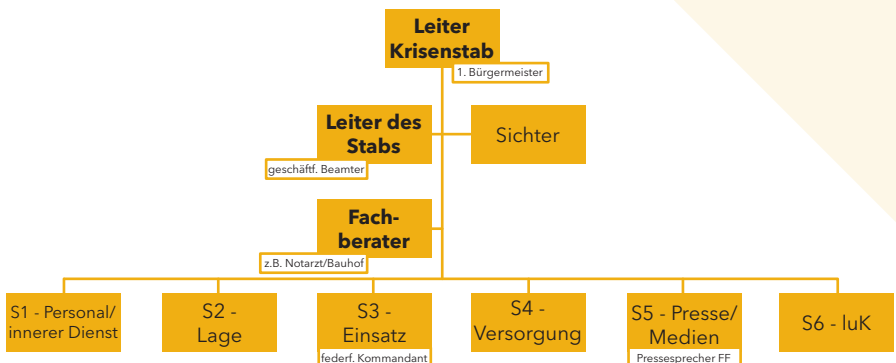 Leiter
Krisenstab
1. Bürgermeister
Leiter des
Stabs
geschäftf. Beamter
Sichter
Fach-
berater
z.B. Notarzt/Bauhof
S1 - Personal/
innerer Dienst
S2 -
Lage
S3 -
Einsatz
federf. Kommandant
S4 -
Versorgung
S5 - Presse/
Medien
Pressesprecher FF
S6 - IuK